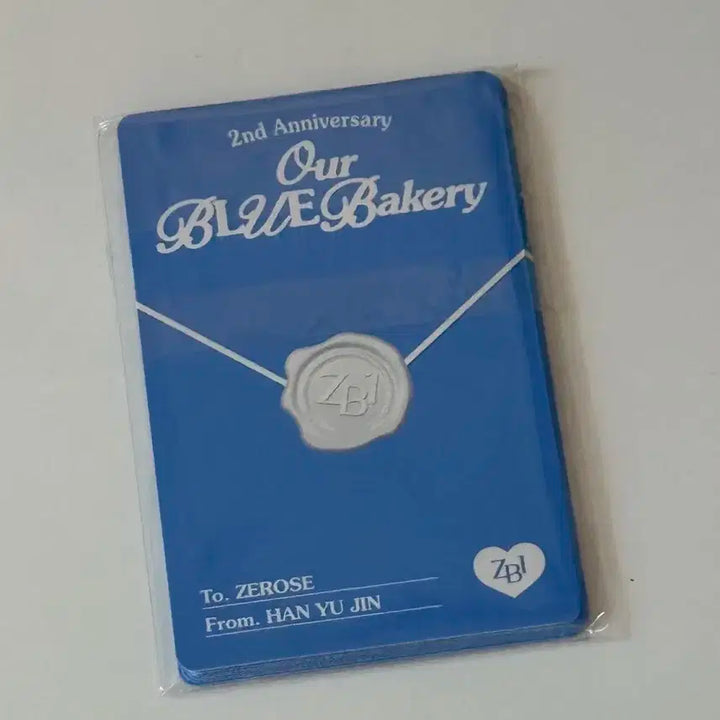 2nd Anniversary
Our
BLUE Bakery
ZB1
To. ZEROSE
From. HAN YU JIN
ZB1